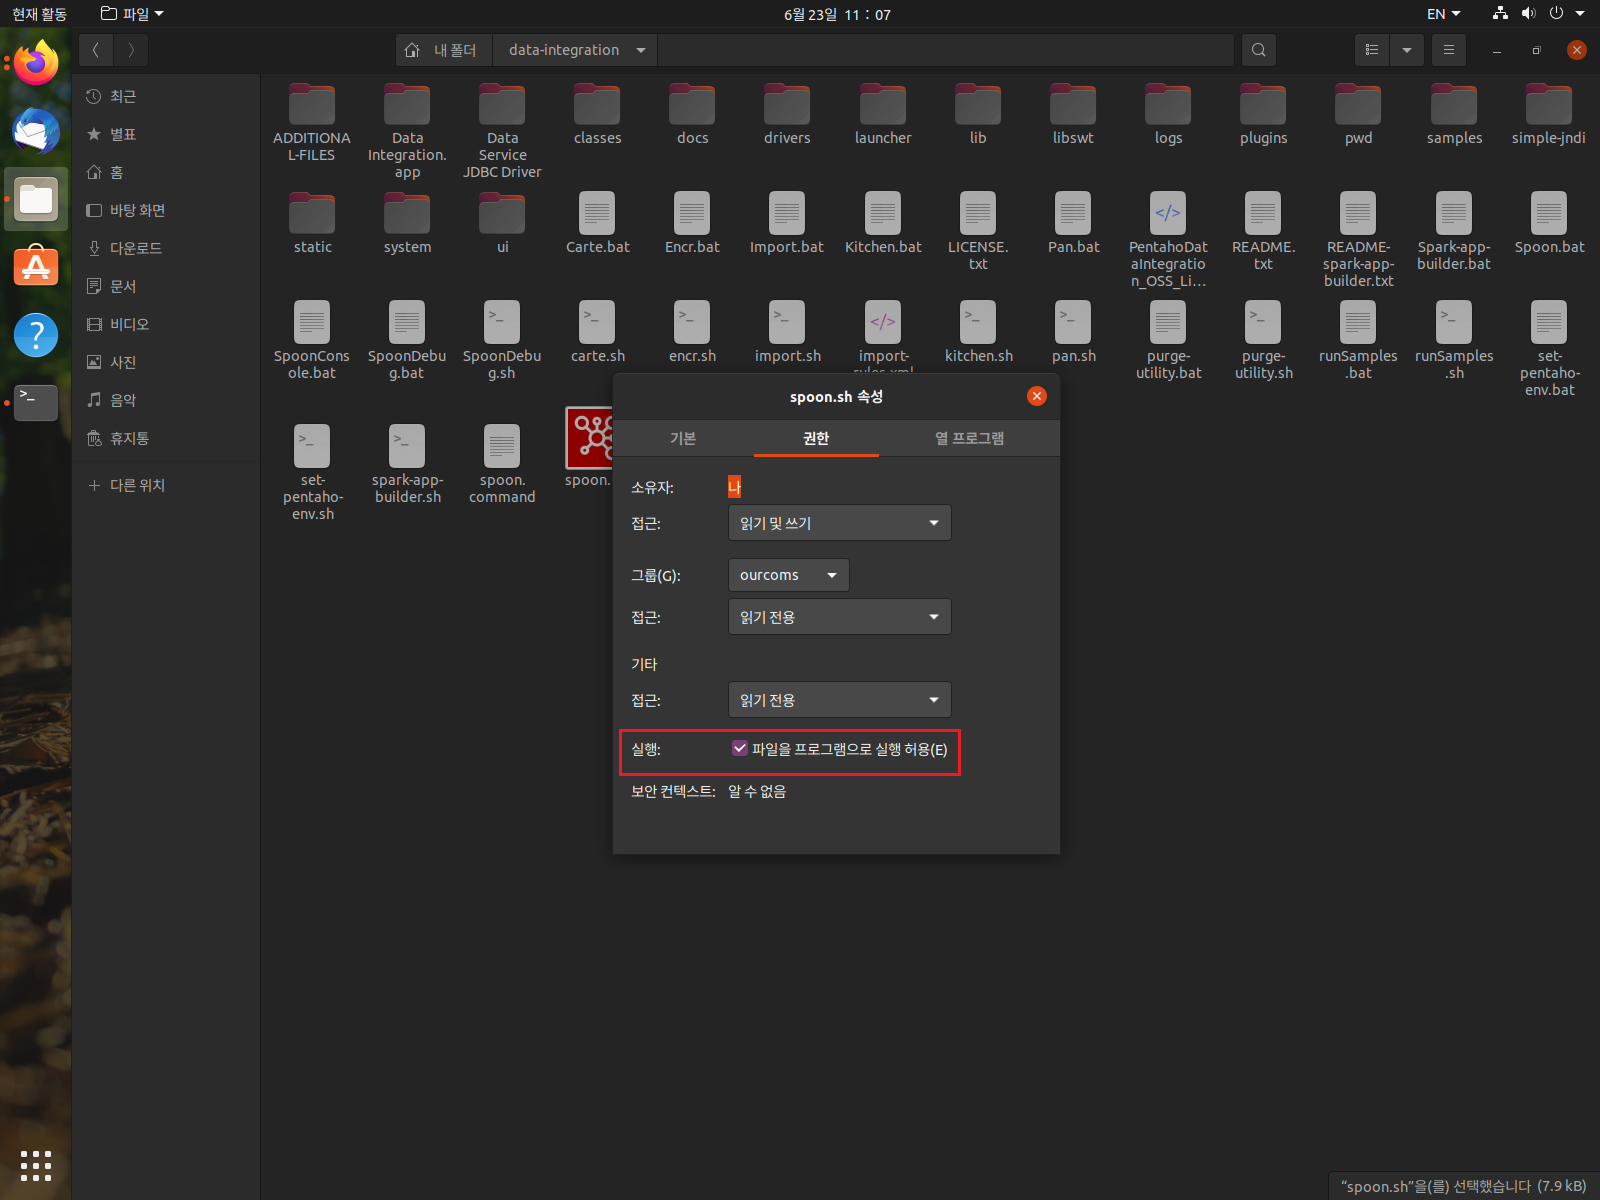 현재 활동
파일
6월 23일 11 : 07
EN
내 폴더
data-integration
최근
별표
홈
바탕 화면
다운로드
문서
비디오
사진
음악
휴지통
다른 위치
ADDITIONA
L-FILES
Data
Integration.
app
Data
Service
JDBC Driver
classes
docs
drivers
launcher
lib
libswt
logs
plugins
pwd
samples
simple-jndi
static
system
ui
Carte.bat
Encr.bat
Import.bat
Kitchen.bat
LICENSE.
txt
Pan.bat
PentahoDat
aIntegratio
n_OSS_Li...
README.
txt
README-
spark-app-
builder.txt
Spark-app-
builder.bat
Spoon.bat
SpoonCons
ole.bat
SpoonDebu
g.bat
SpoonDebu
g.sh
carte.sh
encr.sh
import.sh
import-
rules.xml
kitchen.sh
pan.sh
purge-
utility.bat
purge-
utility.sh
runSamples
.bat
runSamples
.sh
set-
pentaho-
env.bat
set-
pentaho-
env.sh
spark-app-
builder.sh
spoon.
command
spoon.
spoon.sh 속성
기본
권한
열 프로그램
소유자: 나
접근: 읽기 및 쓰기
그룹(G): ourcoms
접근: 읽기 전용
기타
접근: 읽기 전용
실행: 파일을 프로그램으로 실행 허용(E)
보안 컨텍스트: 알 수 없음
“spoon.sh”을(를) 선택했습니다 (7.9 kB)